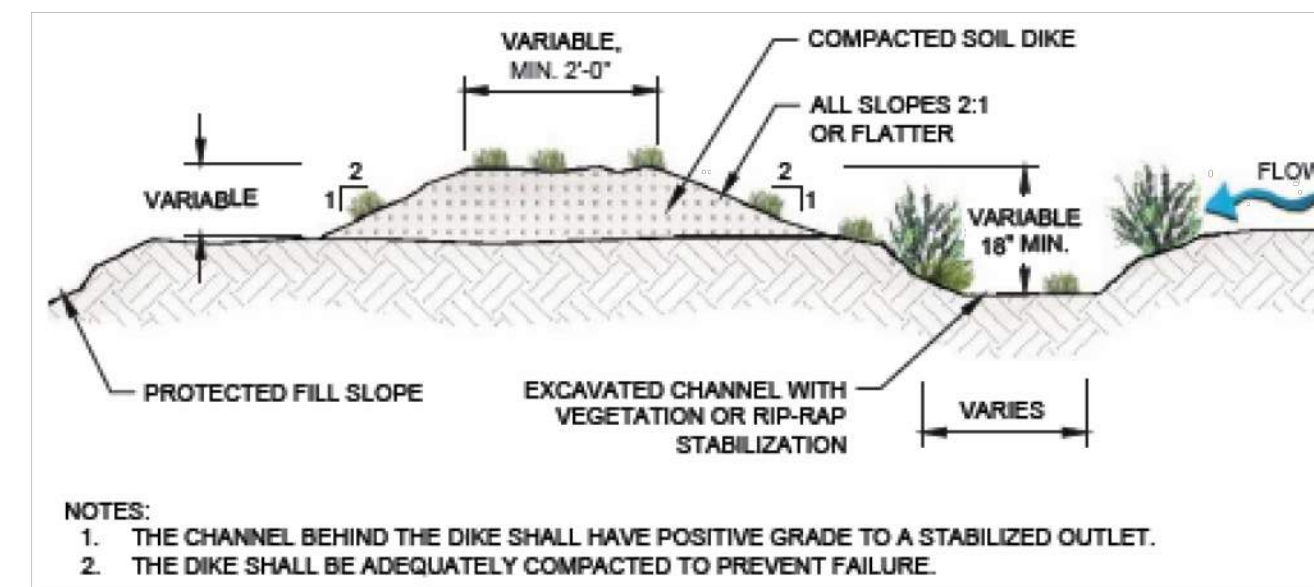 VARIABLE,
MIN. 2'-0"
COMPACTED SOIL DIKE
ALL SLOPES 2:1
OR FLATTER
VARIABLE
2
1
2
1
VARIABLE
18" MIN.
FLOW
PROTECTED FILL SLOPE
EXCAVATED CHANNEL WITH
VEGETATION OR RIP-RAP
STABILIZATION
VARIES
NOTES:
1. THE CHANNEL BEHIND THE DIKE SHALL HAVE POSITIVE GRADE TO A STABILIZED OUTLET.
2. THE DIKE SHALL BE ADEQUATELY COMPACTED TO PREVENT FAILURE.